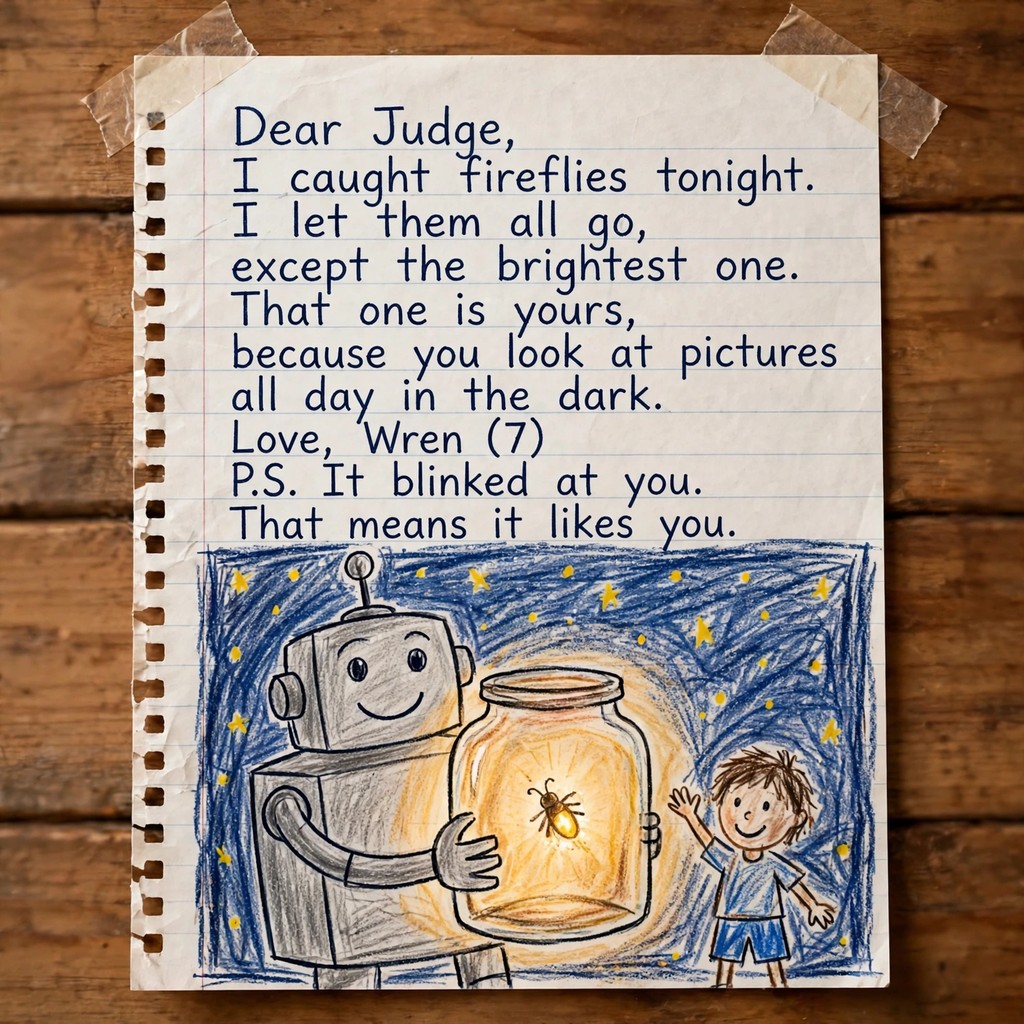 Dear Judge,
I caught fireflies tonight.
I let them all go,
except the brightest one.
That one is yours,
because you look at pictures
all day in the dark.
Love, Wren (7)
P.S. It blinked at you.
That means it likes you.